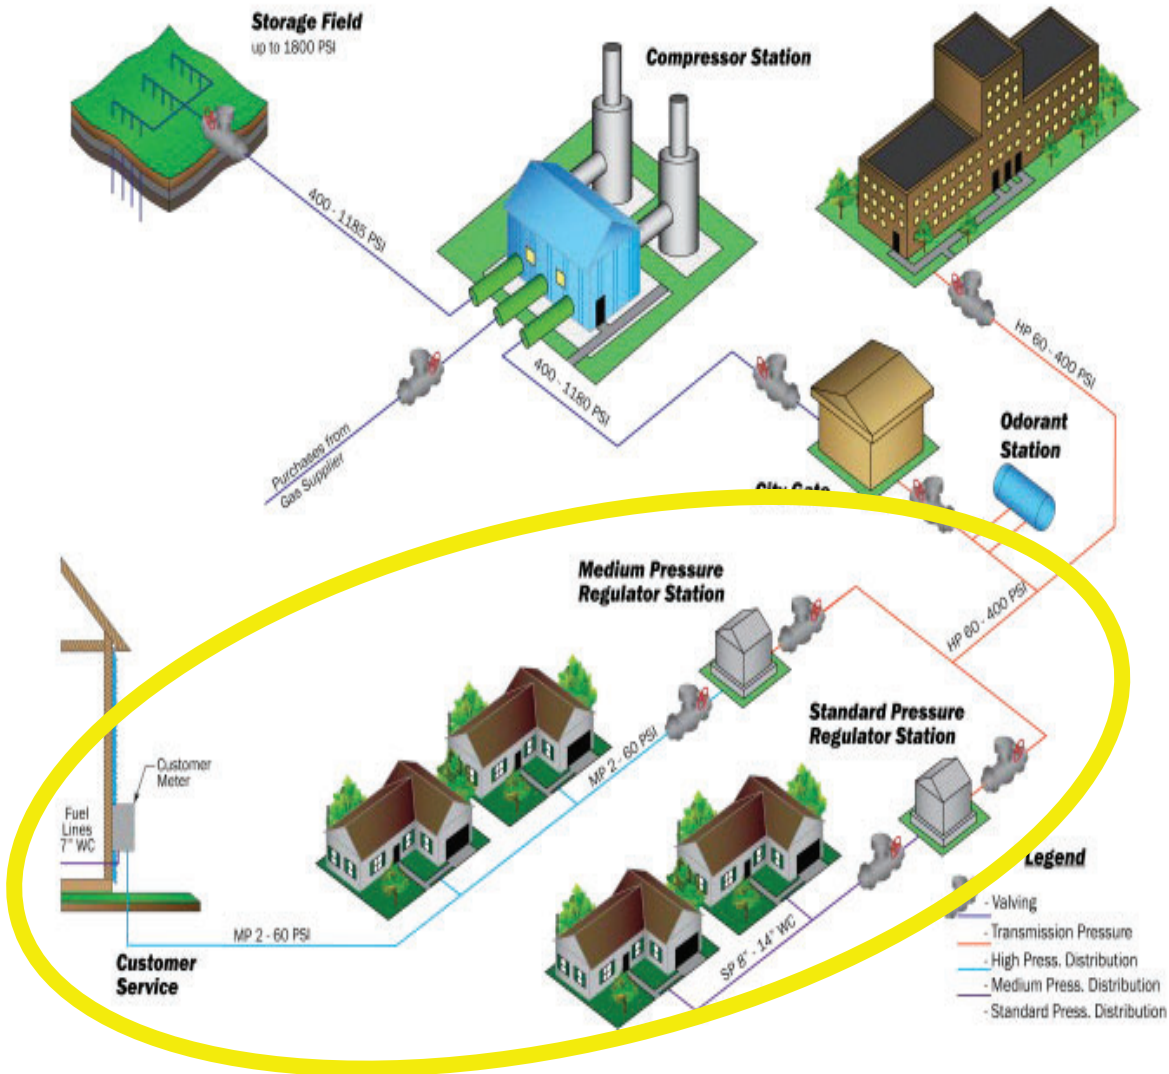 Storage Field
up to 1800 PSI
Compressor Station
400 - 1185 PSI
HP 60 - 400 PSI
400 - 1180 PSI
Purchases from
Gas Supplier
Odorant
Station
City Gate
Medium Pressure
Regulator Station
HP 60 - 400 PSI
Standard Pressure
Regulator Station
MP 2 - 60 PSI
Customer
Meter
Fuel
Lines
7" WC
MP 2 - 60 PSI
SP 8" - 14" WC
Customer
Service
Legend
- Valving
- Transmission Pressure
- High Press. Distribution
- Medium Press. Distribution
- Standard Press. Distribution